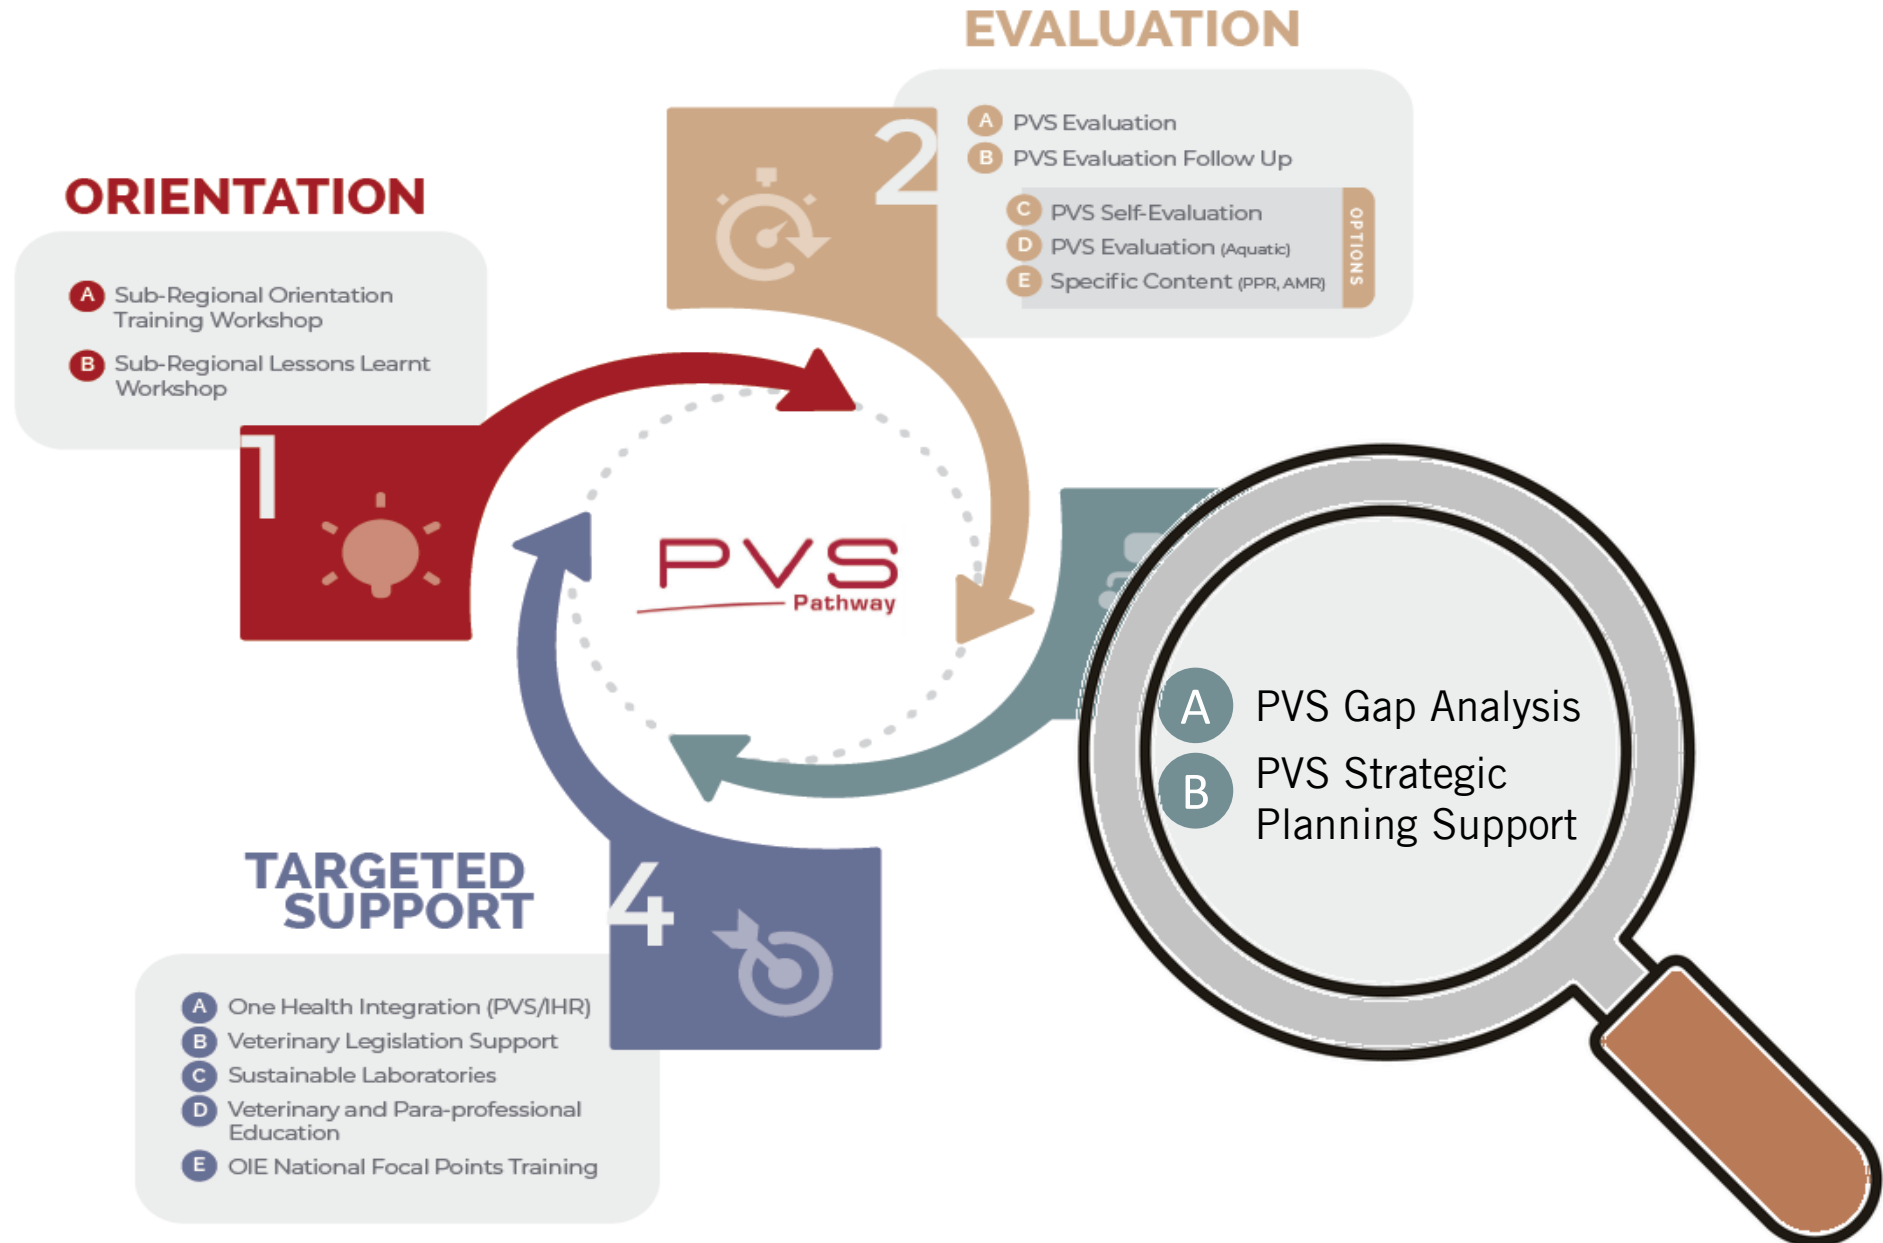 ORIENTATION
A Sub-Regional Orientation
Training Workshop
B Sub-Regional Lessons Learnt
Workshop
1
EVALUATION
2
A PVS Evaluation
B PVS Evaluation Follow Up
C PVS Self-Evaluation
D PVS Evaluation (Aquatic)
E Specific Content (PPR, AMR)
OPTIONS
PVS
Pathway
A PVS Gap Analysis
B PVS Strategic
Planning Support
TARGETED
SUPPORT
4
A One Health Integration (PVS/IHR)
B Veterinary Legislation Support
C Sustainable Laboratories
D Veterinary and Para-professional
Education
E OIE National Focal Points Training